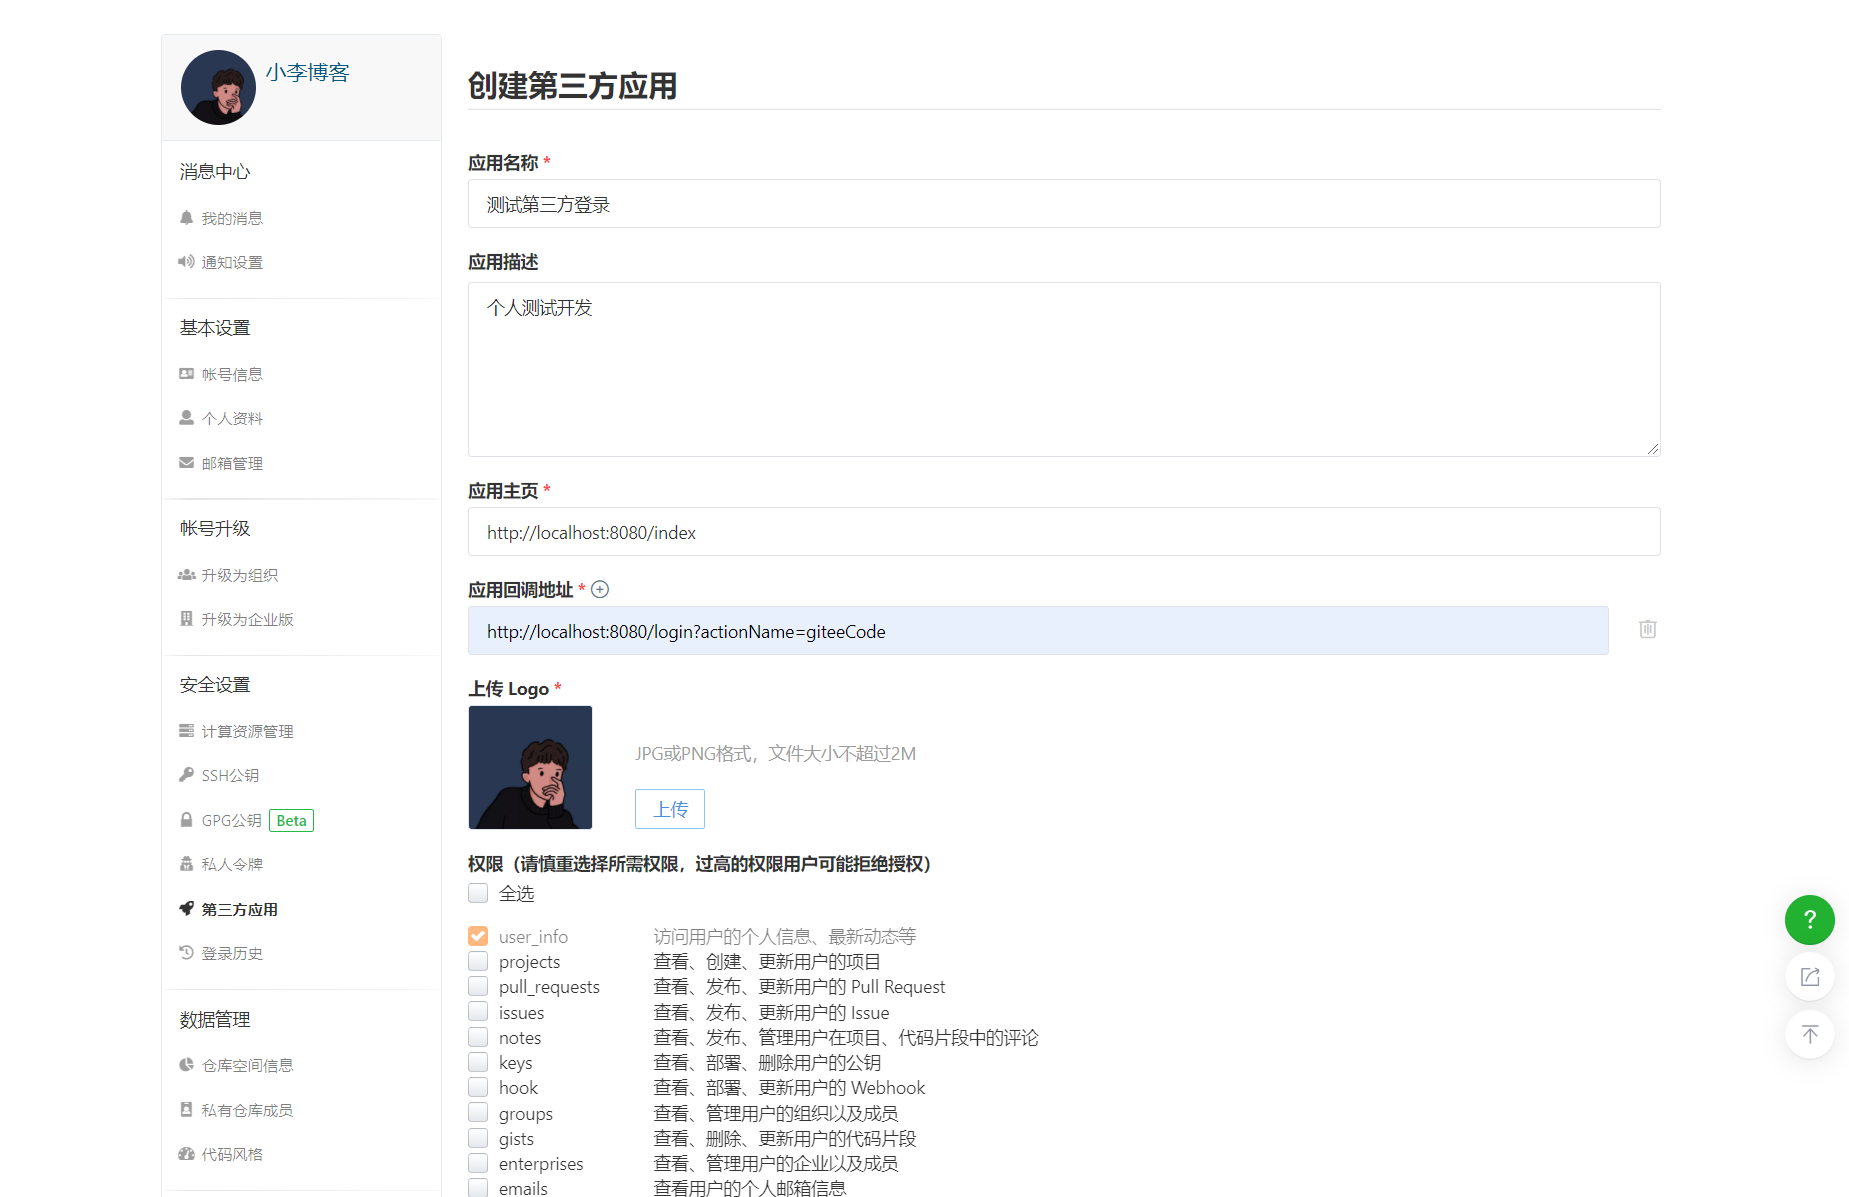 小李博客
消息中心
我的消息
通知设置
基本设置
帐号信息
个人资料
邮箱管理
帐号升级
升级为组织
升级为企业版
安全设置
计算资源管理
SSH公钥
GPG公钥 Beta
私人令牌
第三方应用
登录历史
数据管理
仓库空间信息
私有仓库成员
代码风格
创建第三方应用
应用名称 *
测试第三方登录
应用描述
个人测试开发
应用主页 *
http://localhost:8080/index
应用回调地址 *
http://localhost:8080/login?actionName=giteeCode
上传 Logo *
JPG或PNG格式，文件大小不超过2M
上传
权限（请慎重选择所需权限，过高的权限用户可能拒绝授权）
全选
user_info 访问用户的个人信息、最新动态等
projects 查看、创建、更新用户的项目
pull_requests 查看、发布、更新用户的 Pull Request
issues 查看、发布、更新用户的 Issue
notes 查看、发布、管理用户在项目、代码片段中的评论
keys 查看、部署、删除用户的公钥
hook 查看、部署、更新用户的 Webhook
groups 查看、管理用户的组织以及成员
gists 查看、删除、更新用户的代码片段
enterprises 查看、管理用户的企业以及成员
emails 查看用户的个人邮箱信息
?